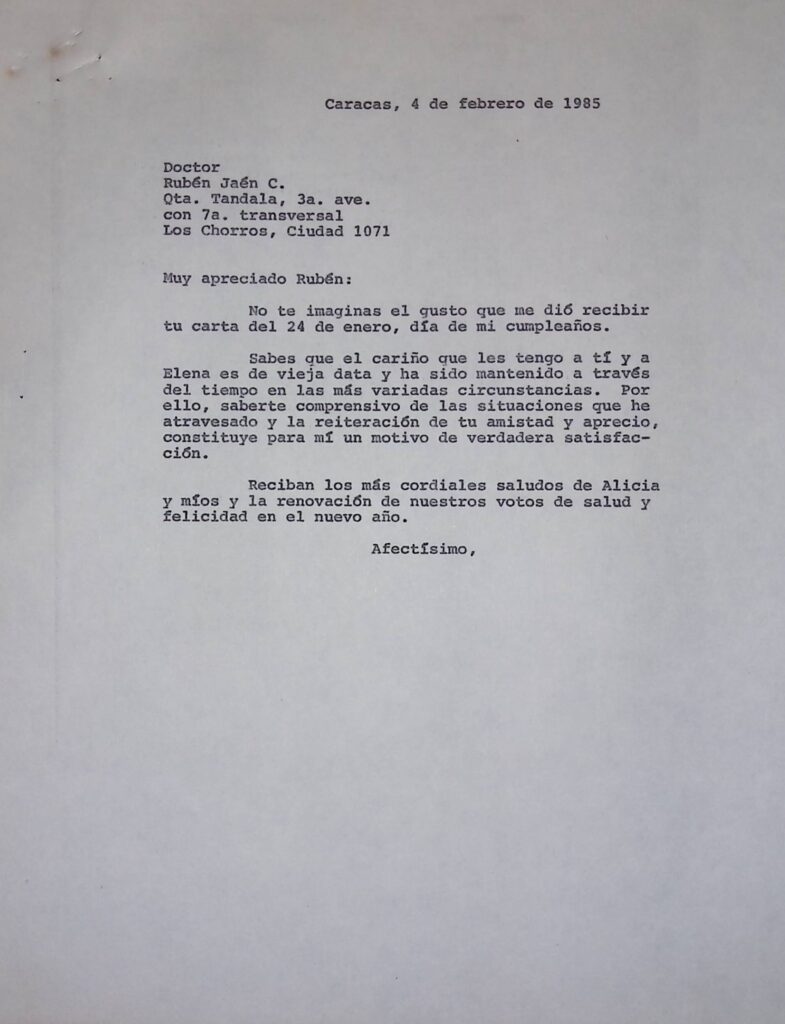 Caracas, 4 de febrero de 1985
Doctor
Rubén Jaén C.
Qta. Tandala, 3a. ave.
con 7a. transversal
Los Chorros, Ciudad 1071
Muy apreciado Rubén:
No te imaginas el gusto que me dió recibir
tu carta del 24 de enero, día de mi cumpleaños.
Sabes que el cariño que les tengo a tí y a
Elena es de vieja data y ha sido mantenido a través
del tiempo en las más variadas circunstancias. Por
ello, saberte comprensivo de las situaciones que he
atravesado y la reiteración de tu amistad y aprecio,
constituye para mí un motivo de verdadera satisfac-
ción.
Reciban los más cordiales saludos de Alicia
y míos y la renovación de nuestros votos de salud y
felicidad en el nuevo año.
Afectísimo,